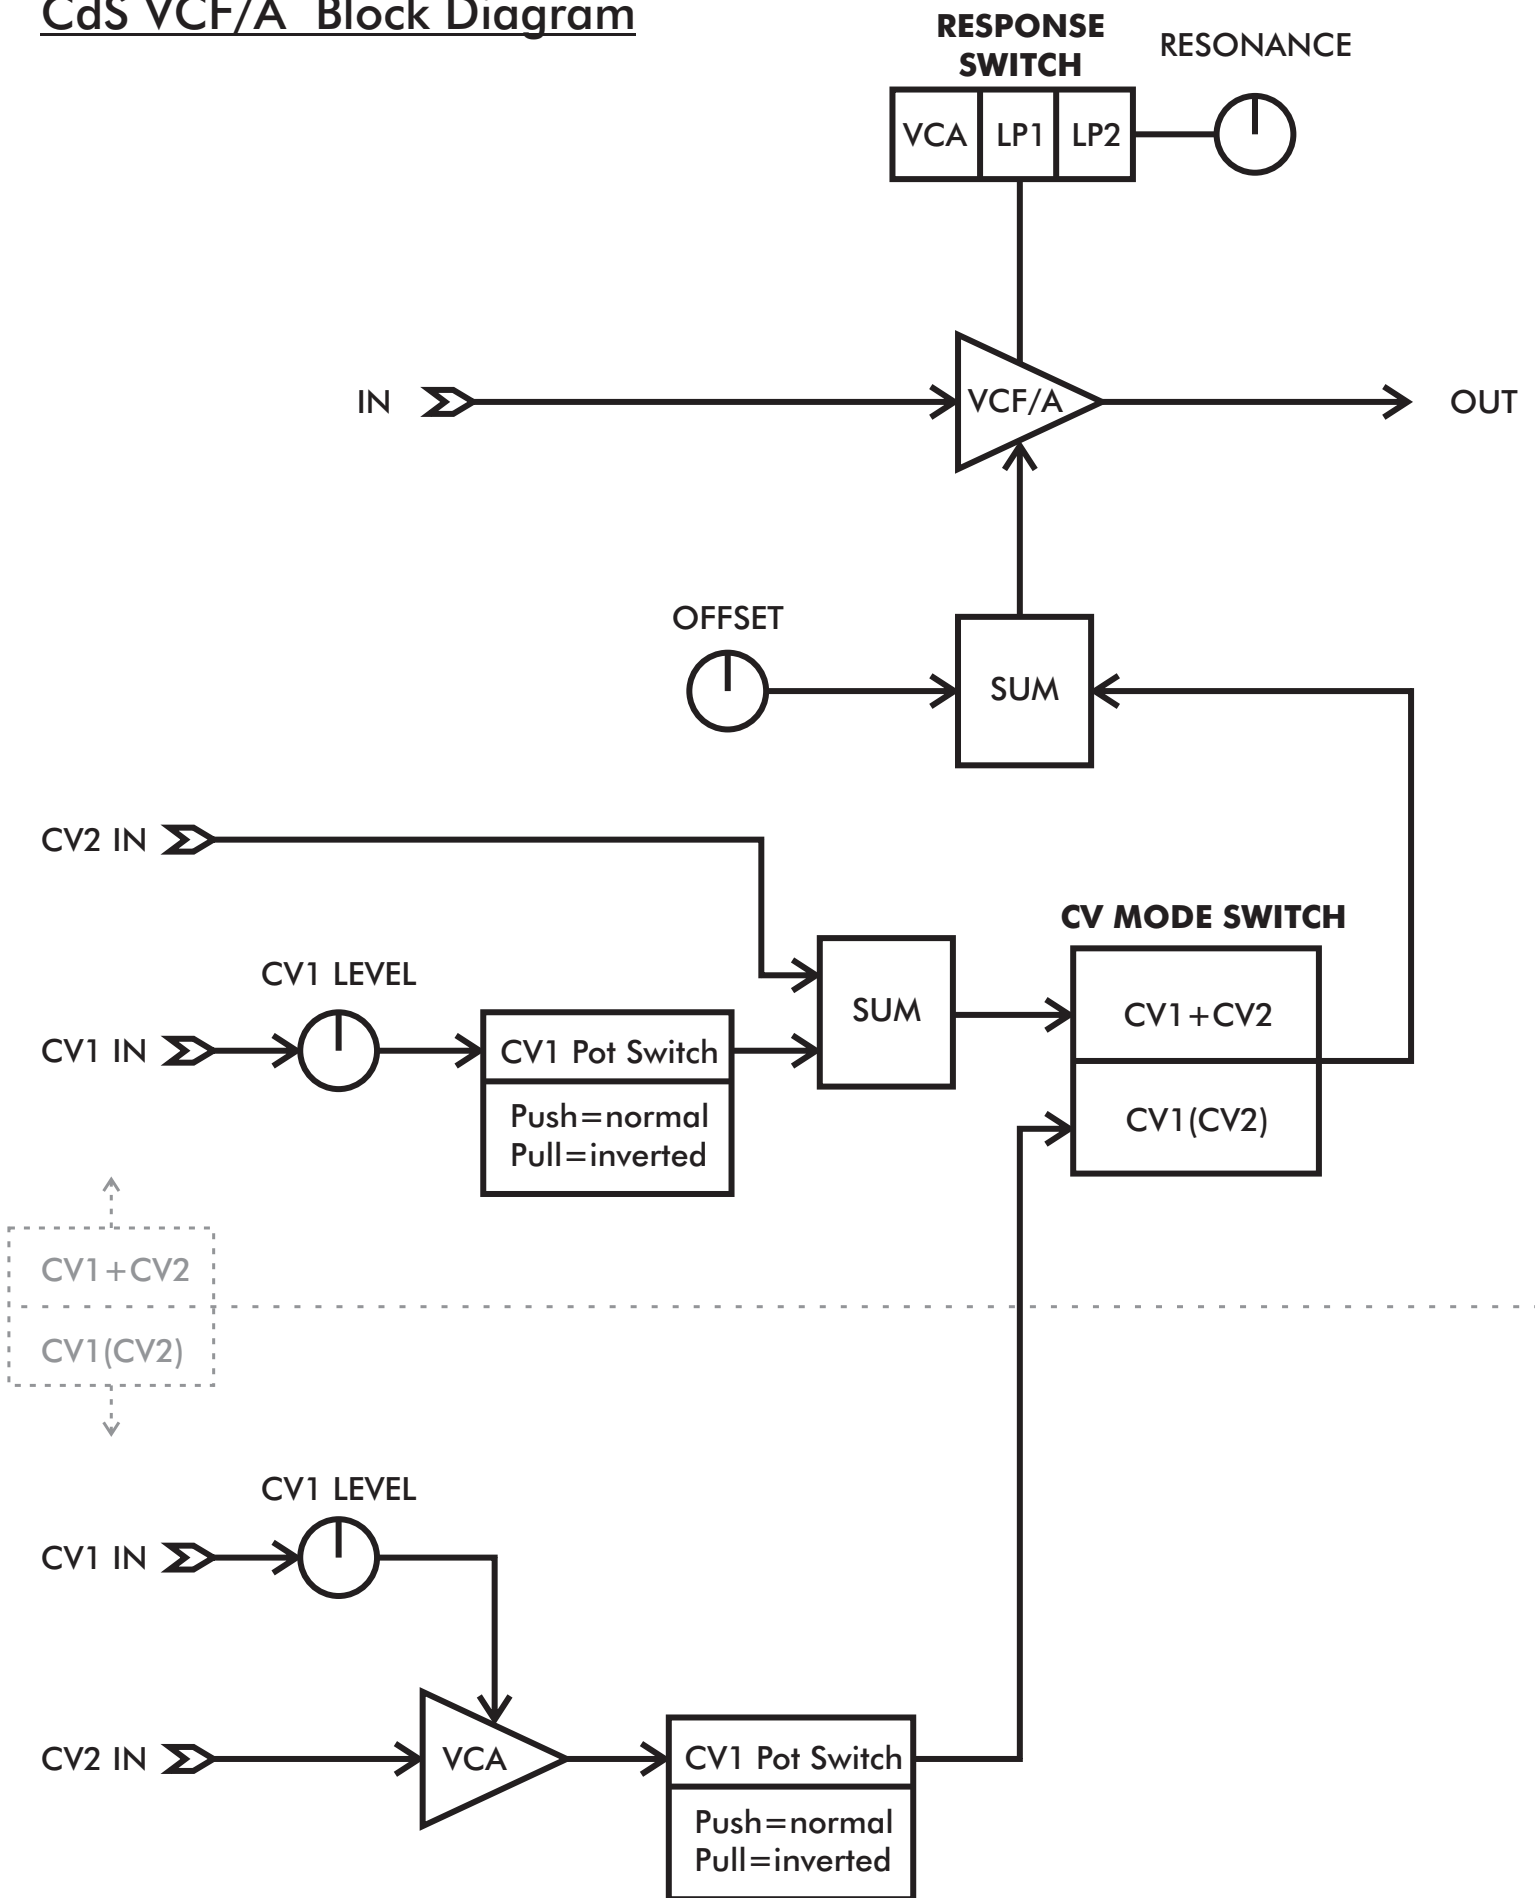 CdS VCF/A Block Diagram
RESPONSE
SWITCH
RESONANCE
VCA
LP1
LP2
IN
VCF/A
OUT
OFFSET
SUM
CV2 IN
CV MODE SWITCH
CV1 LEVEL
SUM
CV1+CV2
CV1 IN
CV1 Pot Switch
Push=normal
Pull=inverted
CV1(CV2)
CV1+CV2
CV1(CV2)
CV1 LEVEL
CV1 IN
CV2 IN
VCA
CV1 Pot Switch
Push=normal
Pull=inverted